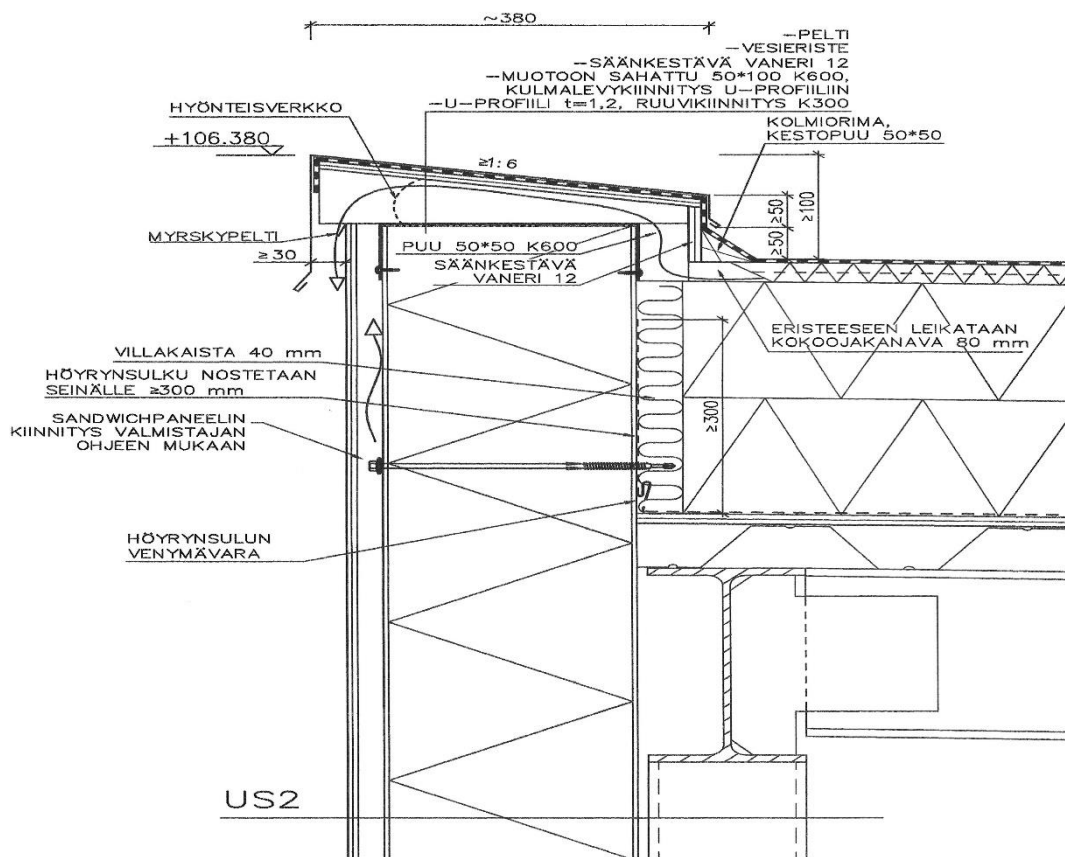 ~380
-PELTI
-VESIERISTE
-SÄÄNKESTÄVÄ VANERI 12
-MUOTOON SAHATTU 50*100 K600,
KULMALEVYKIINNITYS U-PROFIILIIN
-U-PROFIILI t=1,2, RUUVIKIINNITYS K300
HYÖNTEISVERKKO
KOLMIORIMA,
KESTOPUU 50*50
+106.380
≥1:6
≥50
≥100
≥50
MYRSKYPELTI
≥30
PUU 50*50 K600
SÄÄNKESTÄVÄ
VANERI 12
ERISTEESEEN LEIKATAAN
KOKOOJAKANAVA 80 mm
VILLAKAISTA 40 mm
HÖYRYNSULKU NOSTETAAN
SEINÄLLE ≥300 mm
≥300
SANDWICHPANEELIN
KIINNITYS VALMISTAJAN
OHJEEN MUKAAN
HÖYRYNSULUN
VENYMÄVARA
US2